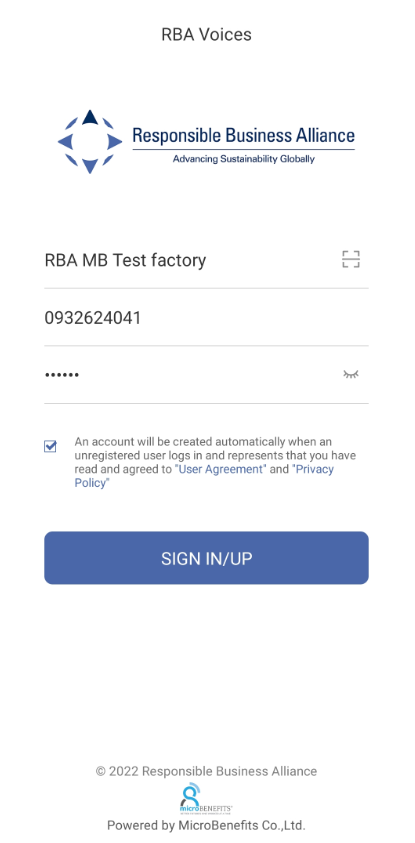 RBA Voices
Responsible Business Alliance
Advancing Sustainability Globally
RBA MB Test factory
0932624041
••••••
An account will be created automatically when an
unregistered user logs in and represents that you have
read and agreed to "User Agreement" and "Privacy
Policy"
SIGN IN/UP
© 2022 Responsible Business Alliance
microBENEFITS
Powered by MicroBenefits Co.,Ltd.